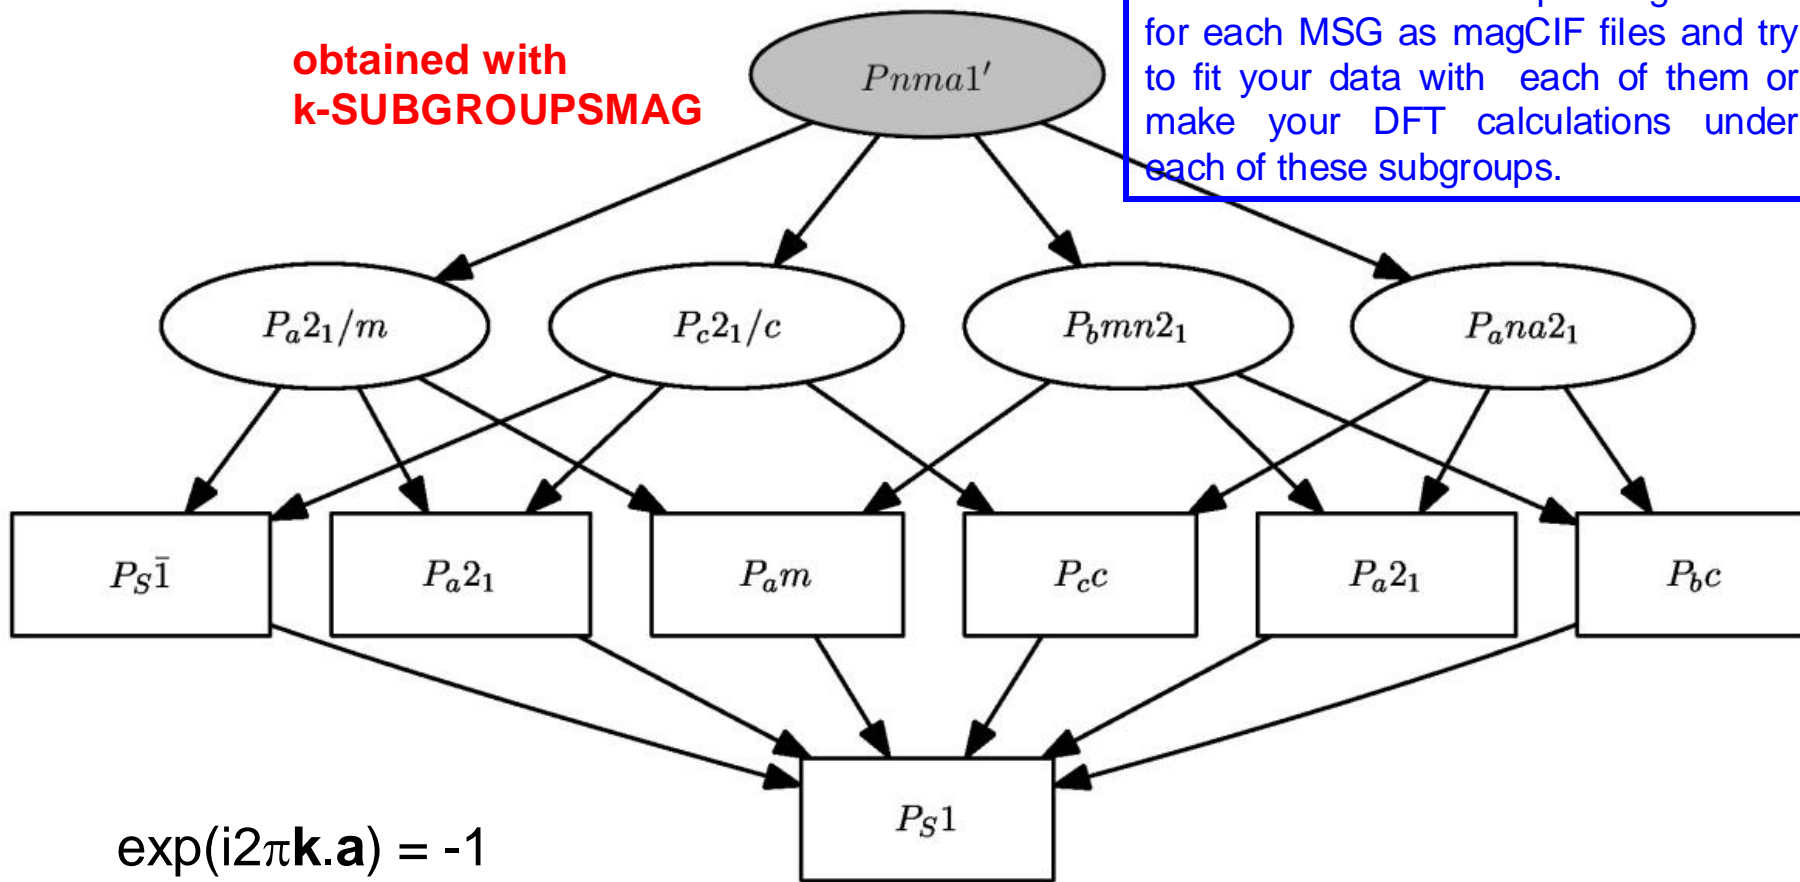 for each MSG as magCIF files and try
to fit your data with each of them or
make your DFT calculations under
each of these subgroups.
obtained with
k-SUBGROUPSMAG
Pnma1′
P_a2_1/m
P_c2_1/c
P_bmn2_1
P_ana2_1
P_S1̄
P_a2_1
P_am
P_cc
P_a2_1
P_bc
P_S1
exp(i2πk.a) = -1